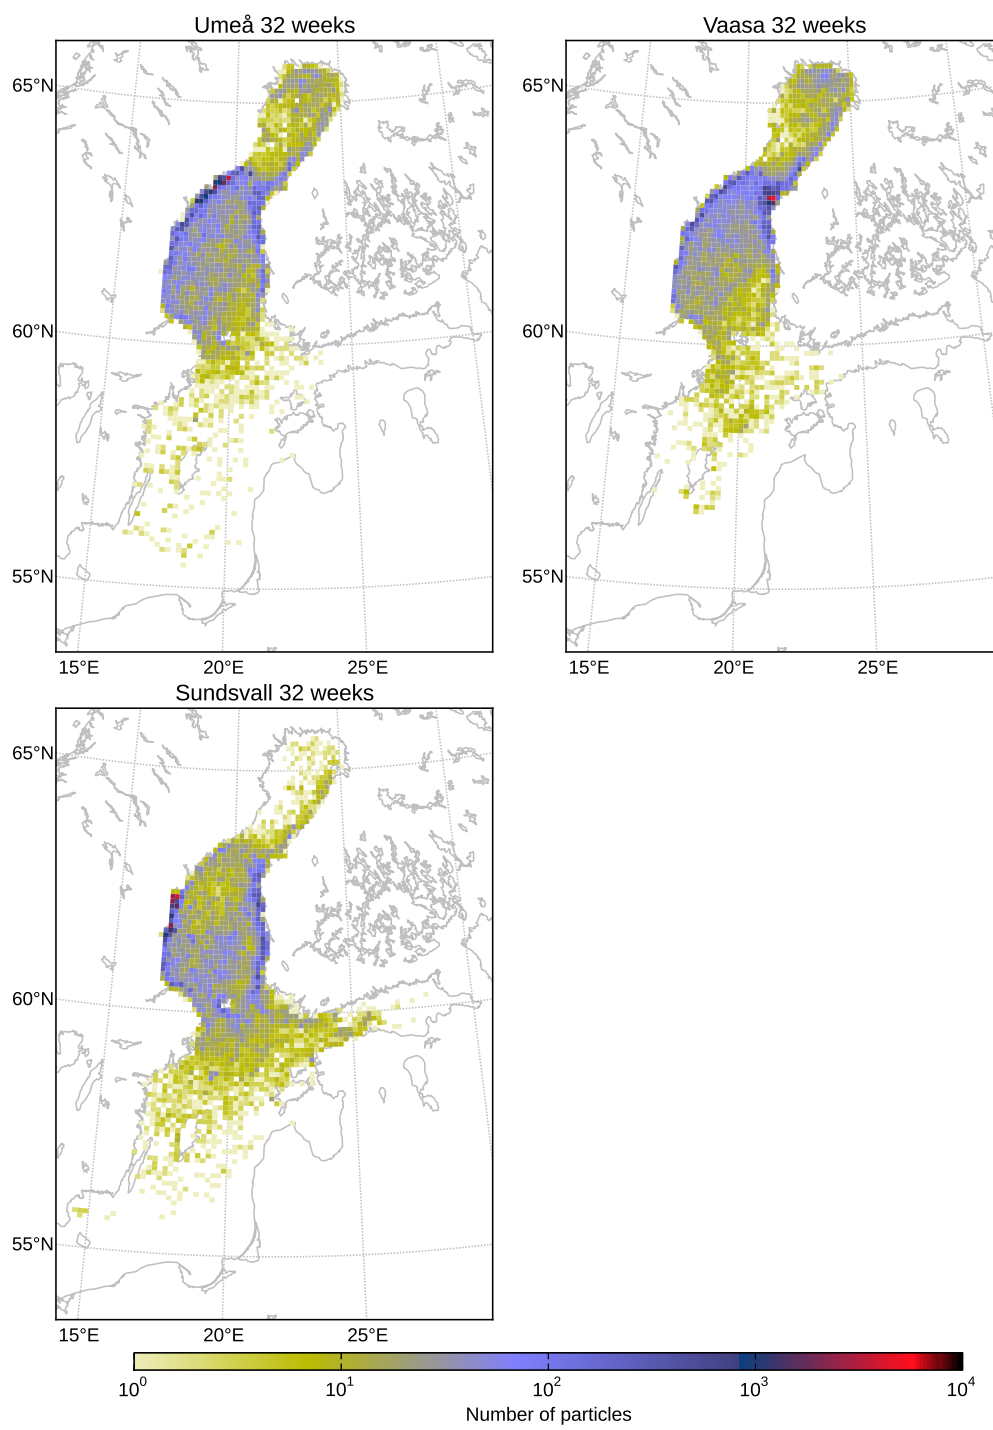 Umeå 32 weeks
Vaasa 32 weeks
65°N
65°N
60°N
60°N
55°N
55°N
15°E 20°E 25°E
15°E 20°E 25°E
Sundsvall 32 weeks
65°N
60°N
55°N
15°E 20°E 25°E
10⁰ 10¹ 10² 10³ 10⁴
Number of particles